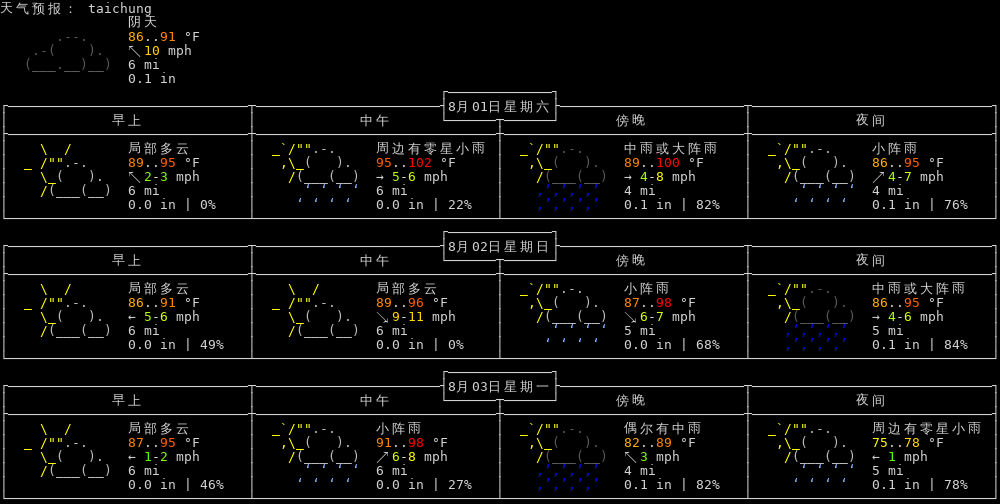 天气预报： taichung
阴天
86..91 °F
↖ 10 mph
6 mi
0.1 in
8月01日星期六
早上 中午 傍晚 夜间
局部多云 周边有零星小雨 中雨或大阵雨 小阵雨
89..95 °F 95..102 °F 89..100 °F 86..95 °F
↖ 2-3 mph → 5-6 mph → 4-8 mph ↗ 4-7 mph
6 mi 6 mi 4 mi 4 mi
0.0 in | 0% 0.0 in | 22% 0.1 in | 82% 0.1 in | 76%
8月02日星期日
早上 中午 傍晚 夜间
局部多云 局部多云 小阵雨 中雨或大阵雨
86..91 °F 89..96 °F 87..98 °F 86..95 °F
← 5-6 mph ↘ 9-11 mph ↘ 6-7 mph → 4-6 mph
6 mi 6 mi 5 mi 5 mi
0.0 in | 49% 0.0 in | 0% 0.0 in | 68% 0.1 in | 84%
8月03日星期一
早上 中午 傍晚 夜间
局部多云 小阵雨 偶尔有中雨 周边有零星小雨
87..95 °F 91..98 °F 82..89 °F 75..78 °F
← 1-2 mph ↗ 6-8 mph ↖ 3 mph ← 1 mph
6 mi 6 mi 4 mi 5 mi
0.0 in | 46% 0.0 in | 27% 0.1 in | 82% 0.1 in | 78%